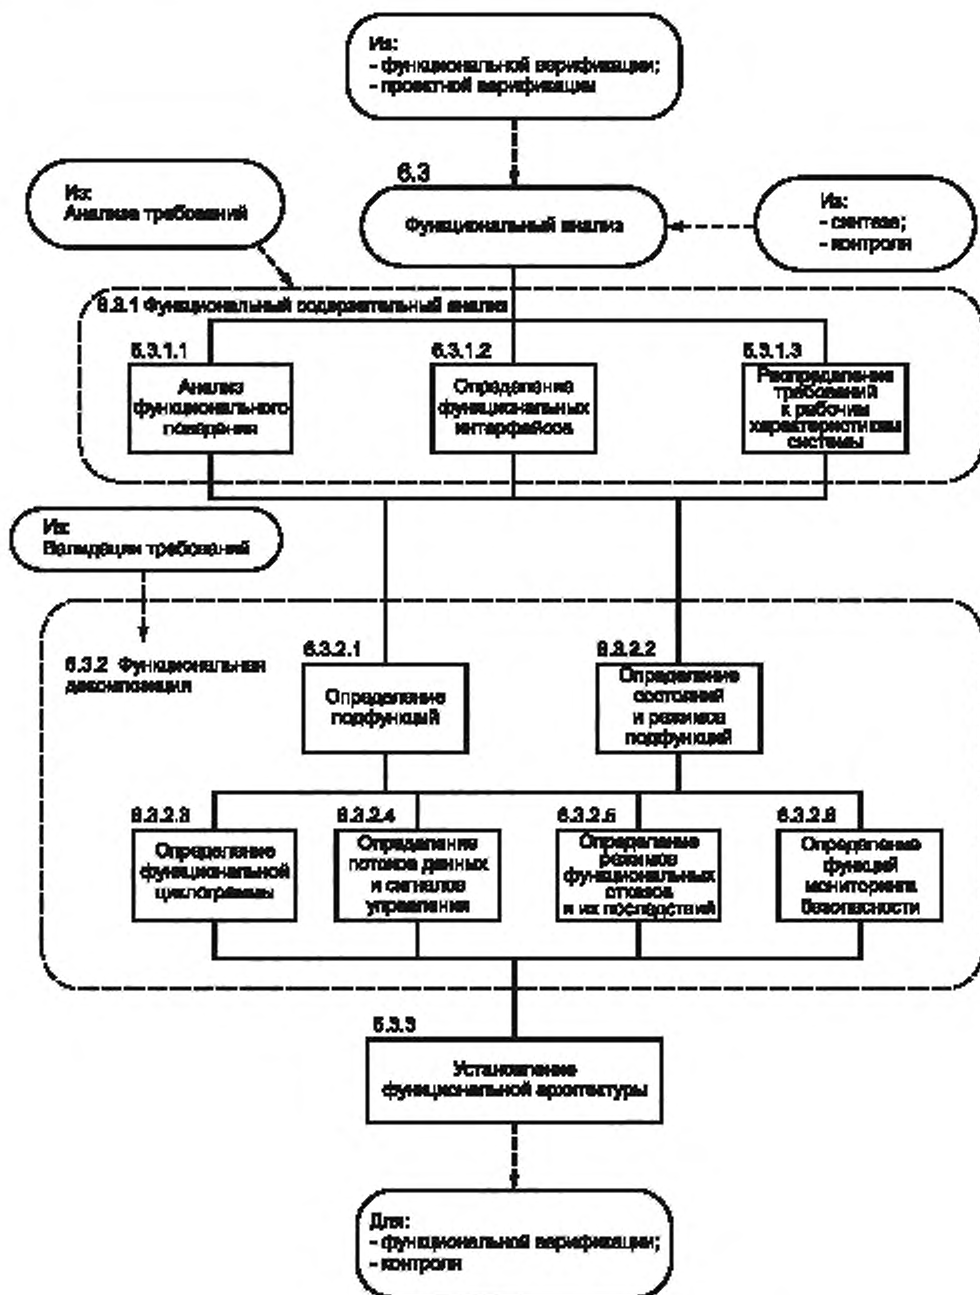 Из:
- функциональной верификации;
- проектной верификации
6.3
Из:
Анализа требований
Функциональный анализ
Из:
- синтеза;
- контроля
6.3.1 Функциональный содержательный анализ
6.3.1.1
Анализ
функционального
поведения
6.3.1.2
Определение
функциональных
интерфейсов
6.3.1.3
Распределение
требований
к рабочим
характеристикам
системы
Из:
Валидации требований
6.3.2 Функциональная
декомпозиция
6.3.2.1
Определение
подфункций
6.3.2.2
Определение
состояний
и режимов
подфункций
6.3.2.3
Определение
функциональной
циклограммы
6.3.2.4
Определение
потоков данных
и сигналов
управления
6.3.2.5
Определение
режимов
функциональных
отказов
и их последствий
6.3.2.6
Определение
функций
мониторинга
безопасности
6.3.3
Установление
функциональной архитектуры
Для:
- функциональной верификации;
- контроля